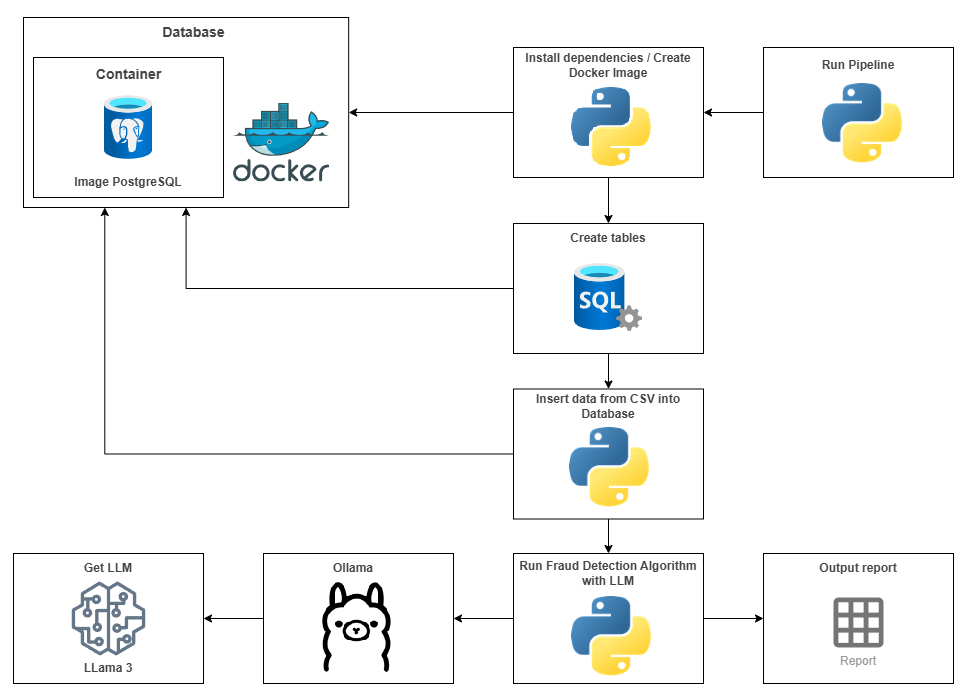 Database
Container
Image PostgreSQL
docker
Install dependencies / Create
Docker Image
Run Pipeline
Create tables
SQL
Insert data from CSV into
Database
Get LLM
LLama 3
Ollama
Run Fraud Detection Algorithm
with LLM
Output report
Report